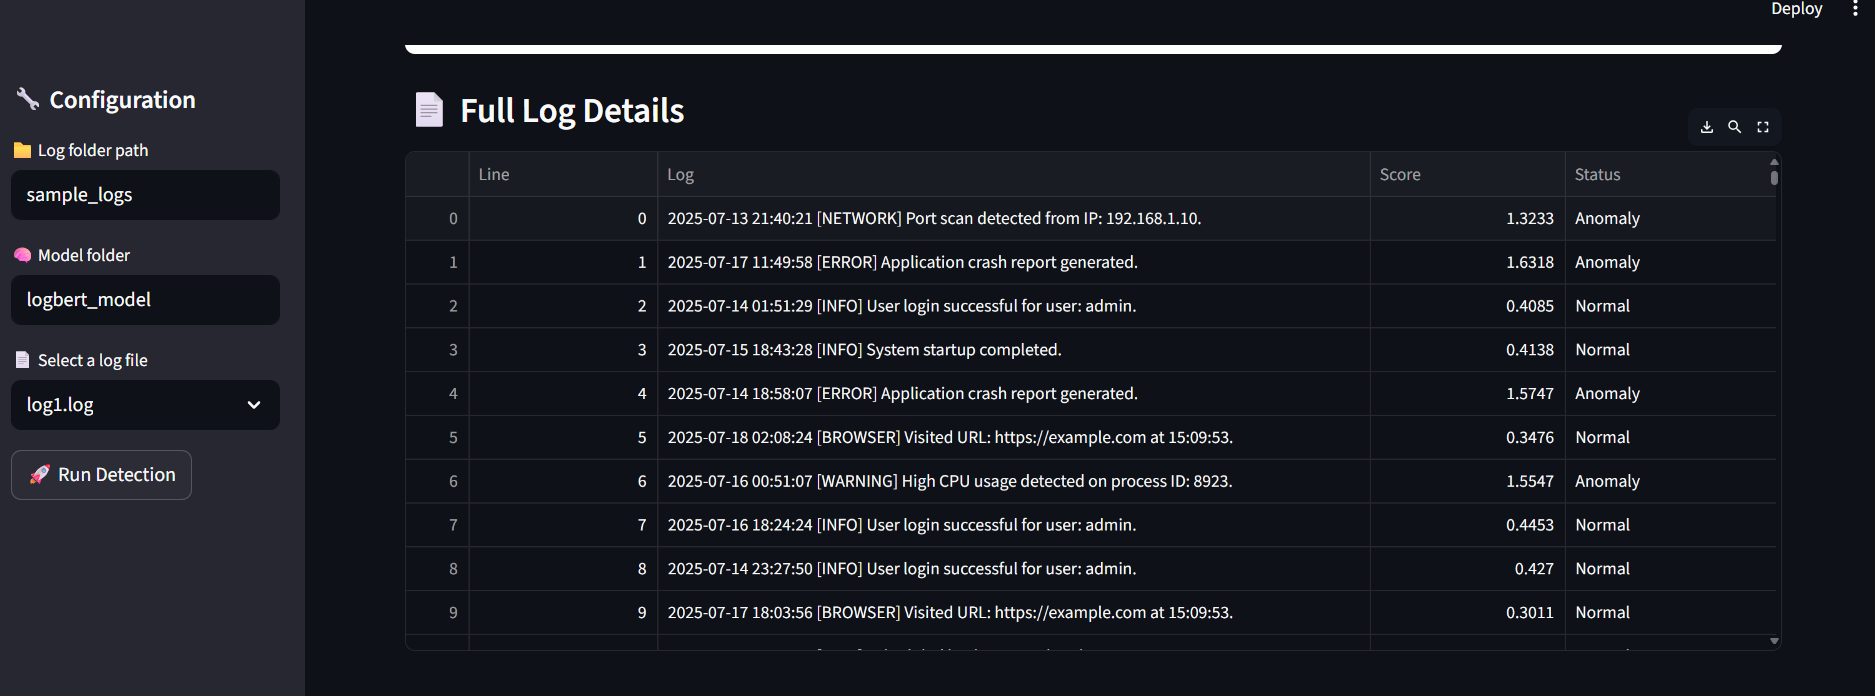 Deploy
Configuration
Log folder path
sample_logs
Model folder
logbert_model
Select a log file
log1.log
Run Detection
Full Log Details
Line Log Score Status
0 0 2025-07-13 21:40:21 [NETWORK] Port scan detected from IP: 192.168.1.10. 1.3233 Anomaly
1 1 2025-07-17 11:49:58 [ERROR] Application crash report generated. 1.6318 Anomaly
2 2 2025-07-14 01:51:29 [INFO] User login successful for user: admin. 0.4085 Normal
3 3 2025-07-15 18:43:28 [INFO] System startup completed. 0.4138 Normal
4 4 2025-07-14 18:58:07 [ERROR] Application crash report generated. 1.5747 Anomaly
5 5 2025-07-18 02:08:24 [BROWSER] Visited URL: https://example.com at 15:09:53. 0.3476 Normal
6 6 2025-07-16 00:51:07 [WARNING] High CPU usage detected on process ID: 8923. 1.5547 Anomaly
7 7 2025-07-16 18:24:24 [INFO] User login successful for user: admin. 0.4453 Normal
8 8 2025-07-14 23:27:50 [INFO] User login successful for user: admin. 0.427 Normal
9 9 2025-07-17 18:03:56 [BROWSER] Visited URL: https://example.com at 15:09:53. 0.3011 Normal